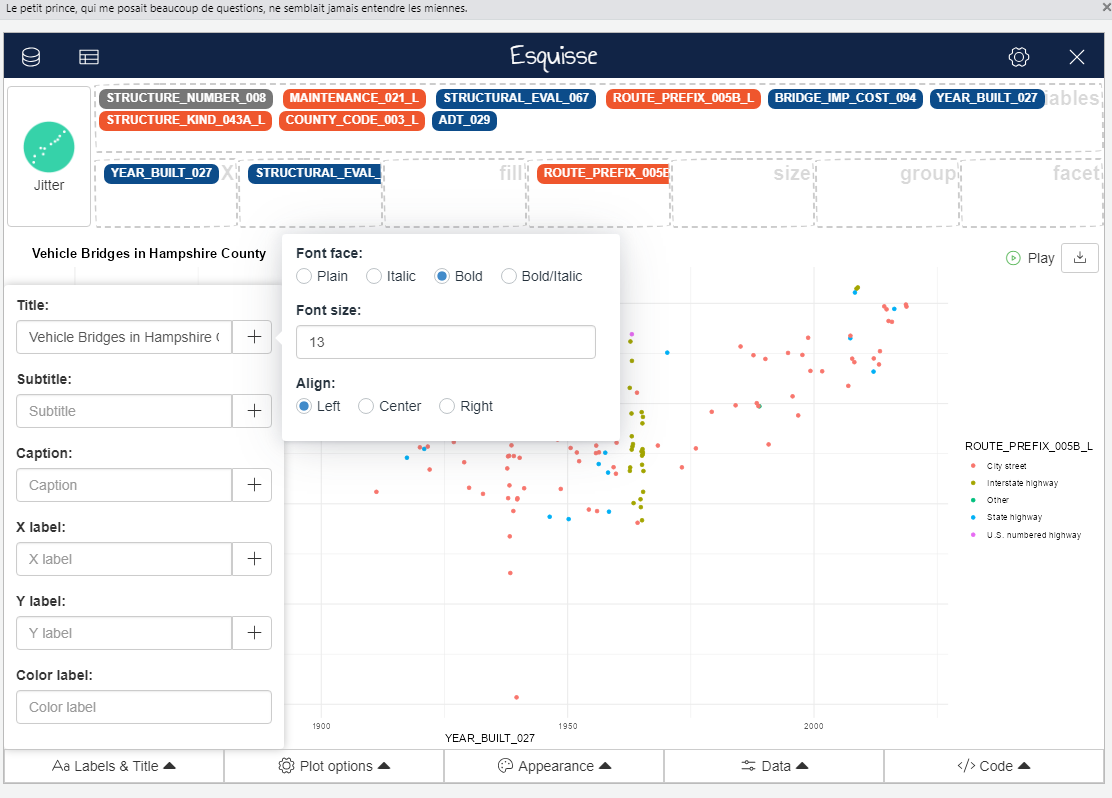 Le petit prince, qui me posait beaucoup de questions, ne semblait jamais entendre les miennes.
Esquisse
STRUCTURE_NUMBER_008 MAINTENANCE_021_L STRUCTURAL_EVAL_067 ROUTE_PREFIX_005B_L BRIDGE_IMP_COST_094 YEAR_BUILT_027 iables
STRUCTURE_KIND_043A_L COUNTY_CODE_003_L ADT_029
Jitter
YEAR_BUILT_027 X STRUCTURAL_EVAL_ fill ROUTE_PREFIX_005B size group facet
Vehicle Bridges in Hampshire County
Play
Title:
Vehicle Bridges in Hampshire
Subtitle:
Subtitle
Caption:
Caption
X label:
X label
Y label:
Y label
Color label:
Color label
Font face:
Plain Italic Bold Bold/Italic
Font size:
13
Align:
Left Center Right
ROUTE_PREFIX_005B_L
City street
Interstate highway
Other
State highway
U.S. numbered highway
1900 1950 2000
YEAR_BUILT_027
Aa Labels & Title Plot options Appearance Data </> Code